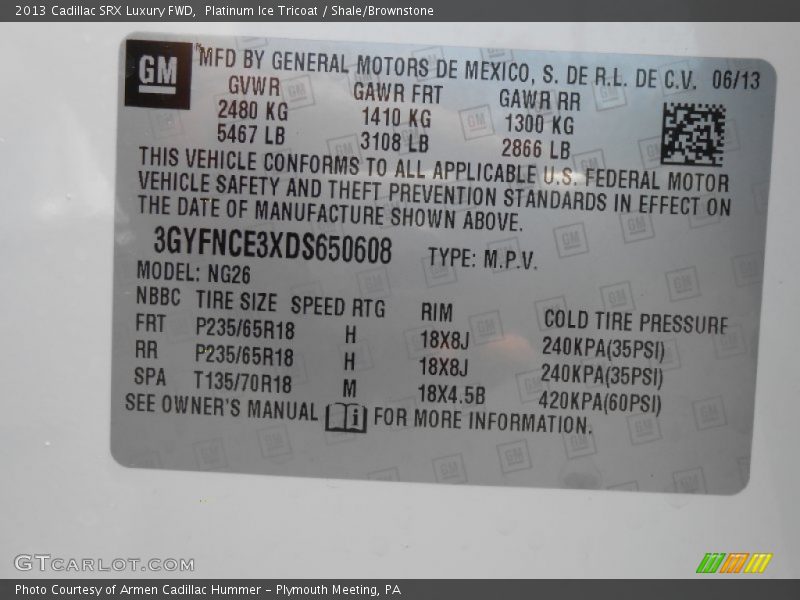 2013 Cadillac SRX Luxury FWD,  Platinum Ice Tricoat / Shale/Brownstone
GM MFD BY GENERAL MOTORS DE MEXICO, S. DE R.L. DE C.V. 06/13
GVWR GAWR FRT GAWR RR
2480 KG 1410 KG 1300 KG
5467 LB 3108 LB 2866 LB
THIS VEHICLE CONFORMS TO ALL APPLICABLE U.S. FEDERAL MOTOR
VEHICLE SAFETY AND THEFT PREVENTION STANDARDS IN EFFECT ON
THE DATE OF MANUFACTURE SHOWN ABOVE.
3GYFNCE3XDS650608 TYPE: M.P.V.
MODEL: NG26
NBBC TIRE SIZE SPEED RTG RIM COLD TIRE PRESSURE
FRT P235/65R18 H 18X8J 240KPA(35PSI)
RR P235/65R18 H 18X8J 240KPA(35PSI)
SPA T135/70R18 M 18X4.5B 420KPA(60PSI)
SEE OWNER'S MANUAL i FOR MORE INFORMATION.
GTCARLOT.COM
Photo Courtesy of Armen Cadillac Hummer - Plymouth Meeting, PA